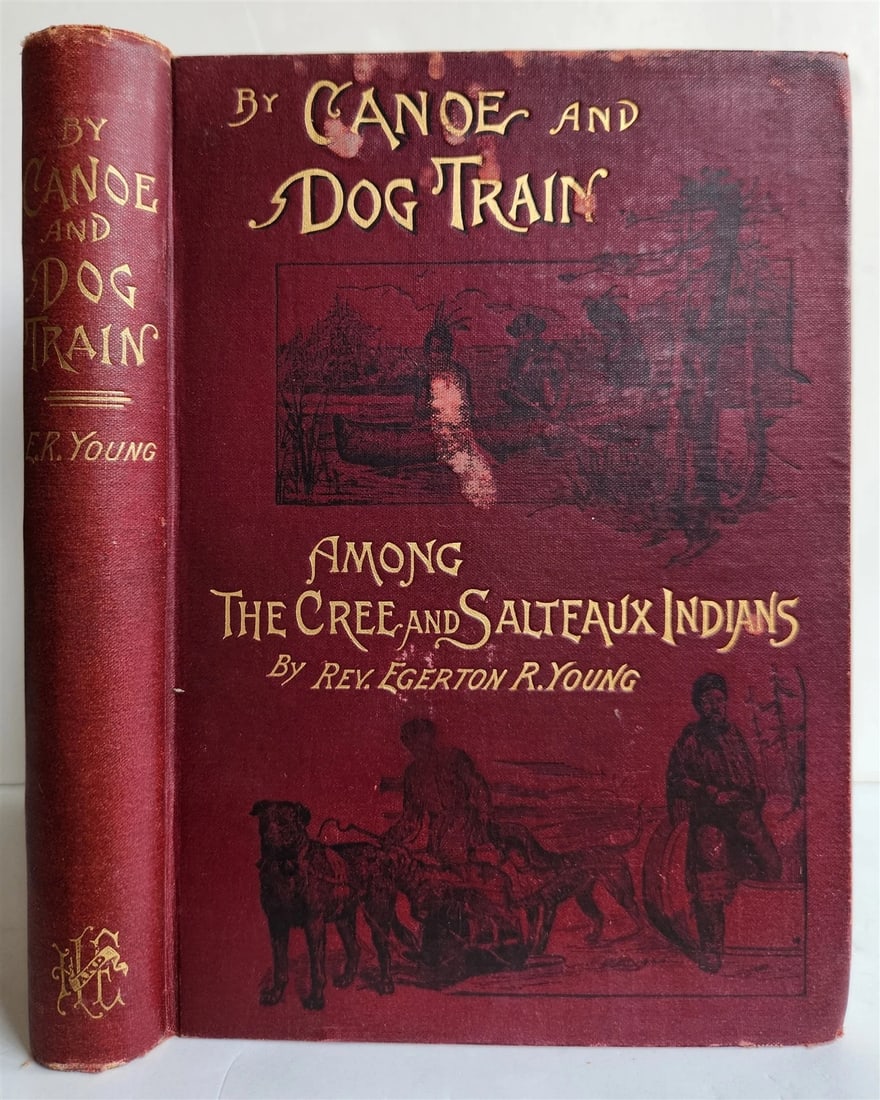 BY
CANOE
AND
DOG
TRAIN
E.R. YOUNG
BY CANOE AND
DOG TRAIN
AMONG
THE CREE AND SALTEAUX INDIANS
BY REV. EGERTON R. YOUNG